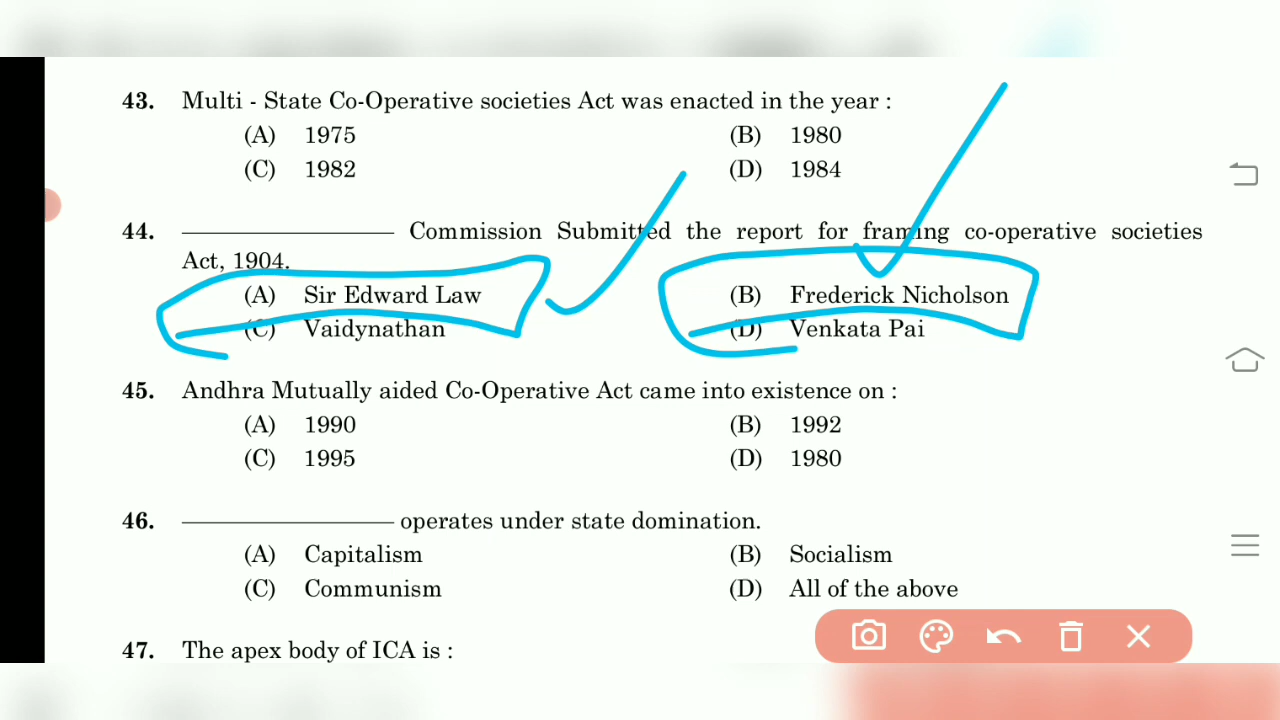 43. Multi - State Co-Operative societies Act was enacted in the year :
(A) 1975 (B) 1980
(C) 1982 (D) 1984
44. ____________ Commission Submitted the report for framing co-operative societies
Act, 1904.
(A) Sir Edward Law (B) Frederick Nicholson
(C) Vaidynathan (D) Venkata Pai
45. Andhra Mutually aided Co-Operative Act came into existence on :
(A) 1990 (B) 1992
(C) 1995 (D) 1980
46. ____________ operates under state domination.
(A) Capitalism (B) Socialism
(C) Communism (D) All of the above
47. The apex body of ICA is :